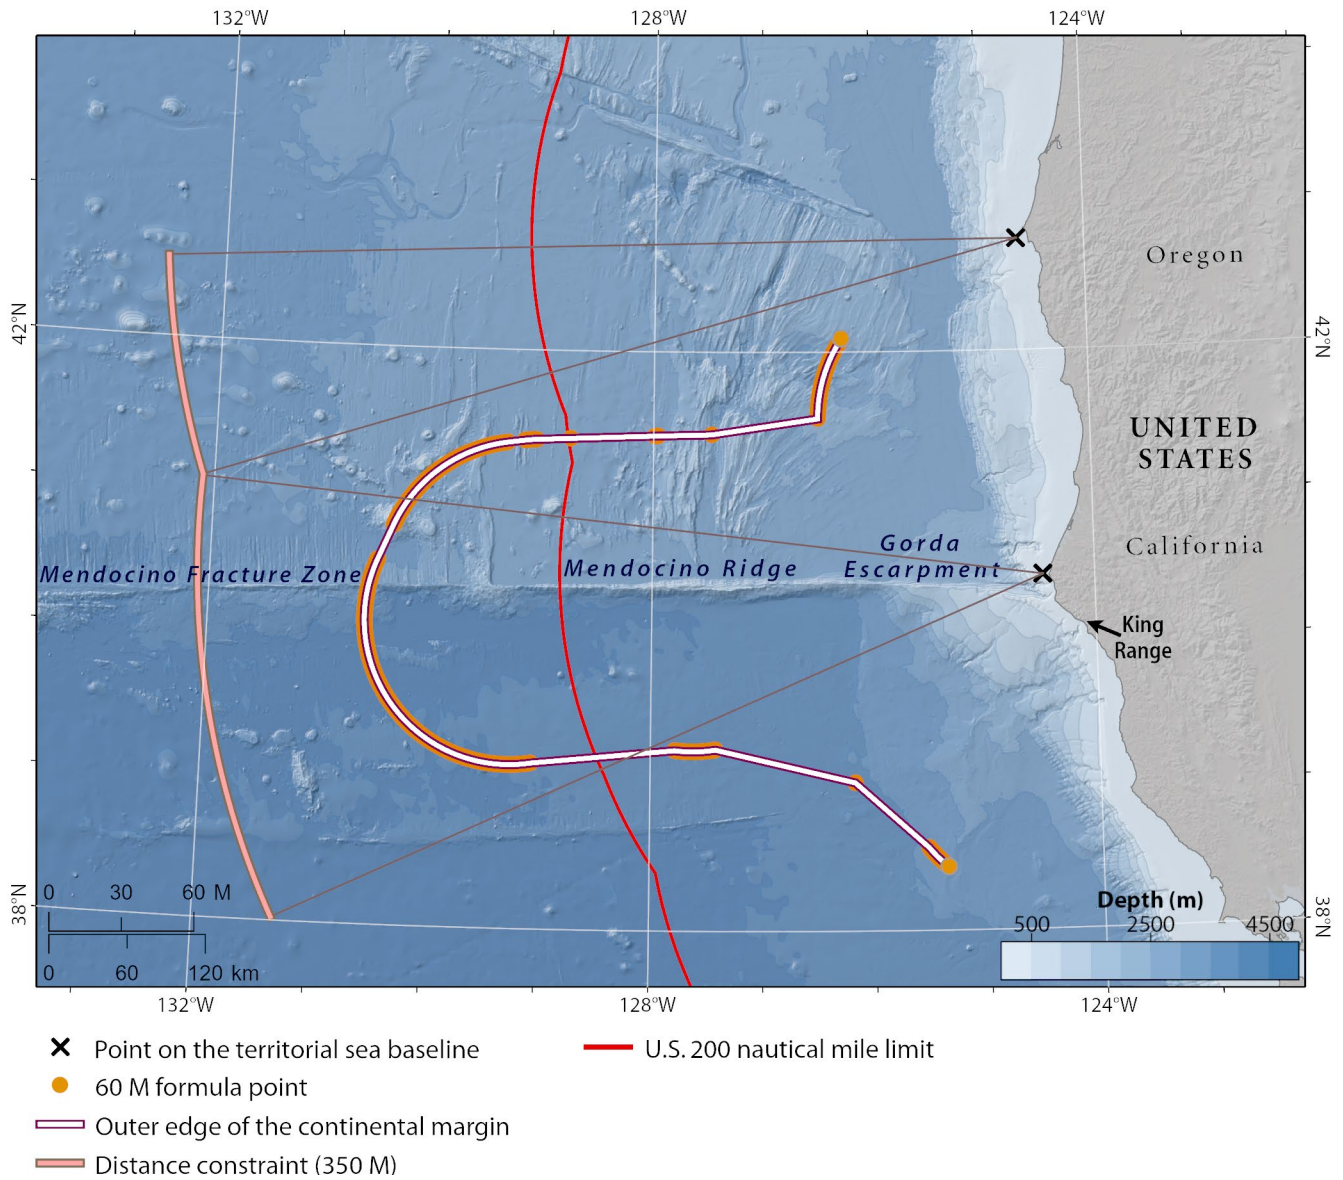 132°W 128°W 124°W
Oregon
42°N 42°N
UNITED
STATES
Gorda
California
Mendocino Fracture Zone Mendocino Ridge Escarpment
King
Range
0 30 60 M
38°N Depth (m) 38°N
500 2500 4500
0 60 120 km
132°W 128°W 124°W
Point on the territorial sea baseline U.S. 200 nautical mile limit
60 M formula point
Outer edge of the continental margin
Distance constraint (350 M)